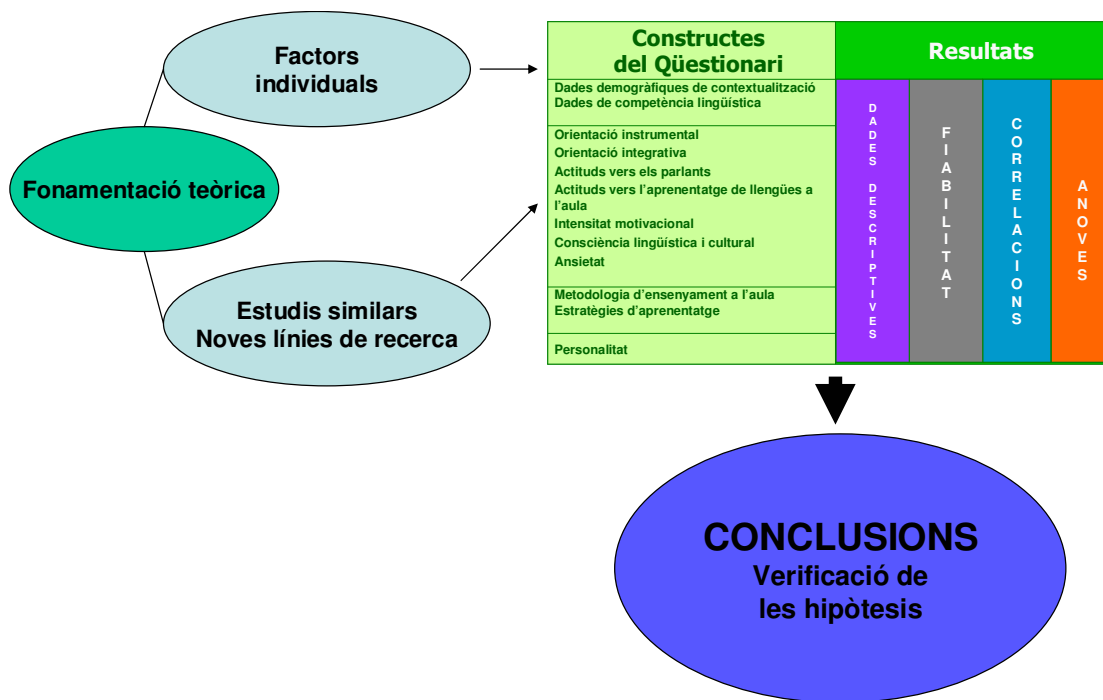 Factors
individuals
Fonamentació teòrica
Estudis similars
Noves línies de recerca
Constructes
del Qüestionari
Resultats
Dades demogràfiques de contextualització
Dades de competència lingüística
Orientació instrumental
Orientació integrativa
Actituds vers els parlants
Actituds vers l'aprenentatge de llengües a
l'aula
Intensitat motivacional
Consciència lingüística i cultural
Ansietat
Metodologia d'ensenyament a l'aula
Estratègies d'aprenentatge
Personalitat
DADES DESCRIPTIVES
FIABILITAT
CORRELACIONS
ANOVES
CONCLUSIONS
Verificació de
les hipòtesis